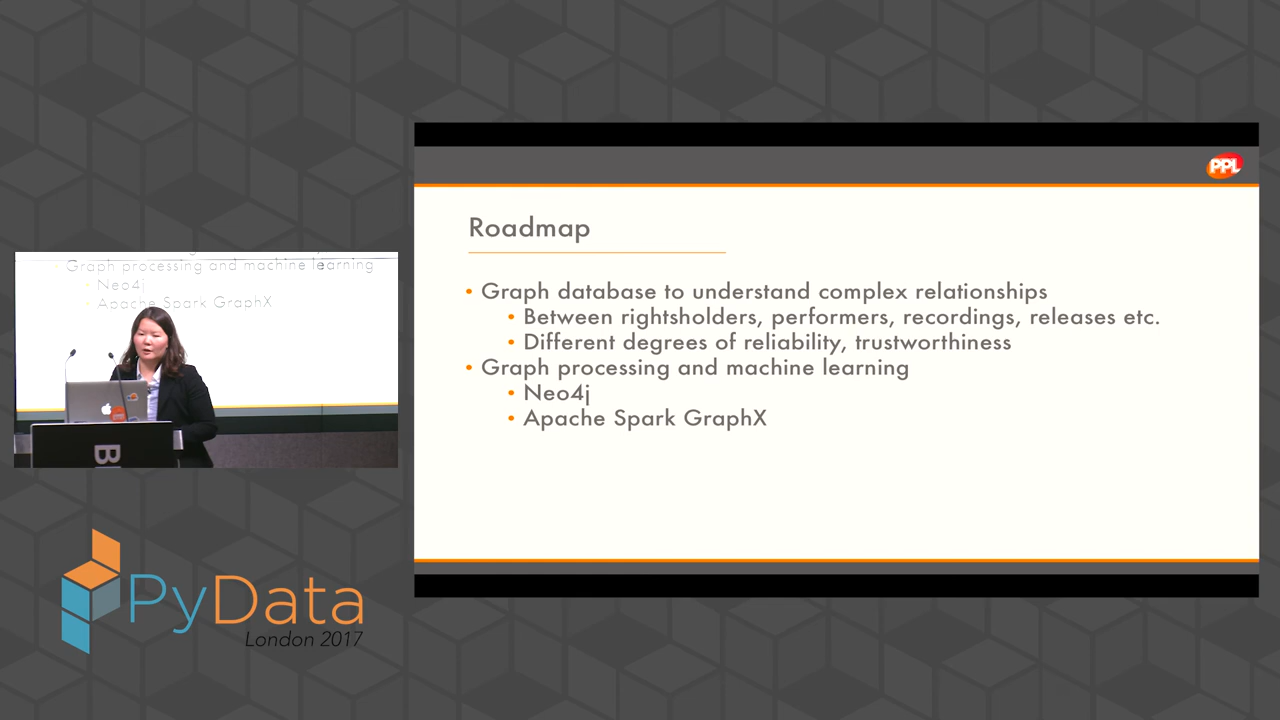 Graph processing and machine learning
• Neo4j
• Apache Spark GraphX
B
PyData
London 2017
PPL
Roadmap
• Graph database to understand complex relationships
• Between rightsholders, performers, recordings, releases etc.
• Different degrees of reliability, trustworthiness
• Graph processing and machine learning
• Neo4j
• Apache Spark GraphX